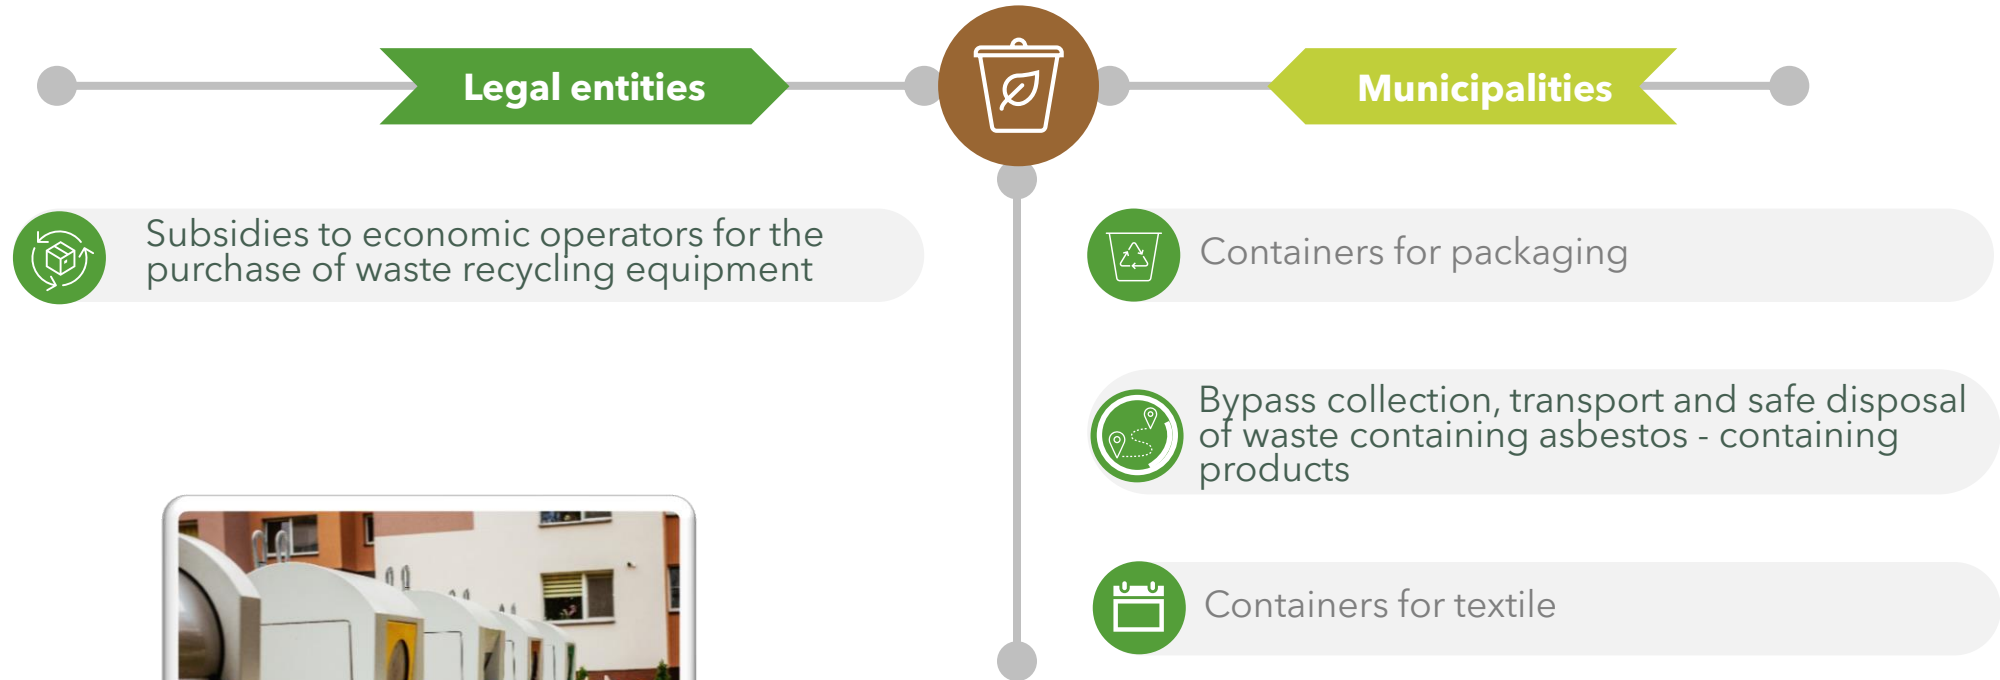 Legal entities
Municipalities
Subsidies to economic operators for the
purchase of waste recycling equipment
Containers for packaging
Bypass collection, transport and safe disposal
of waste containing asbestos - containing
products
Containers for textile